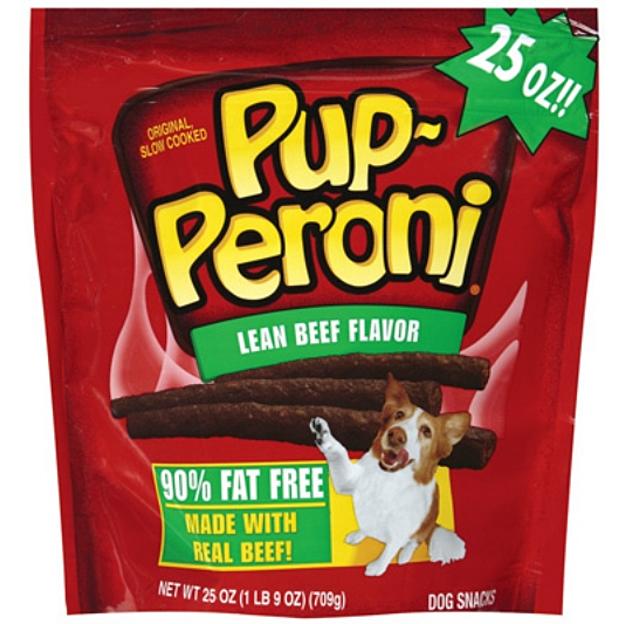 25 OZ!!
ORIGINAL,
SLOW COOKED
Pup-
Peroni®
LEAN BEEF FLAVOR
90% FAT FREE
MADE WITH
REAL BEEF!
NET WT 25 OZ (1 LB 9 OZ) (709g)
DOG SNACKS